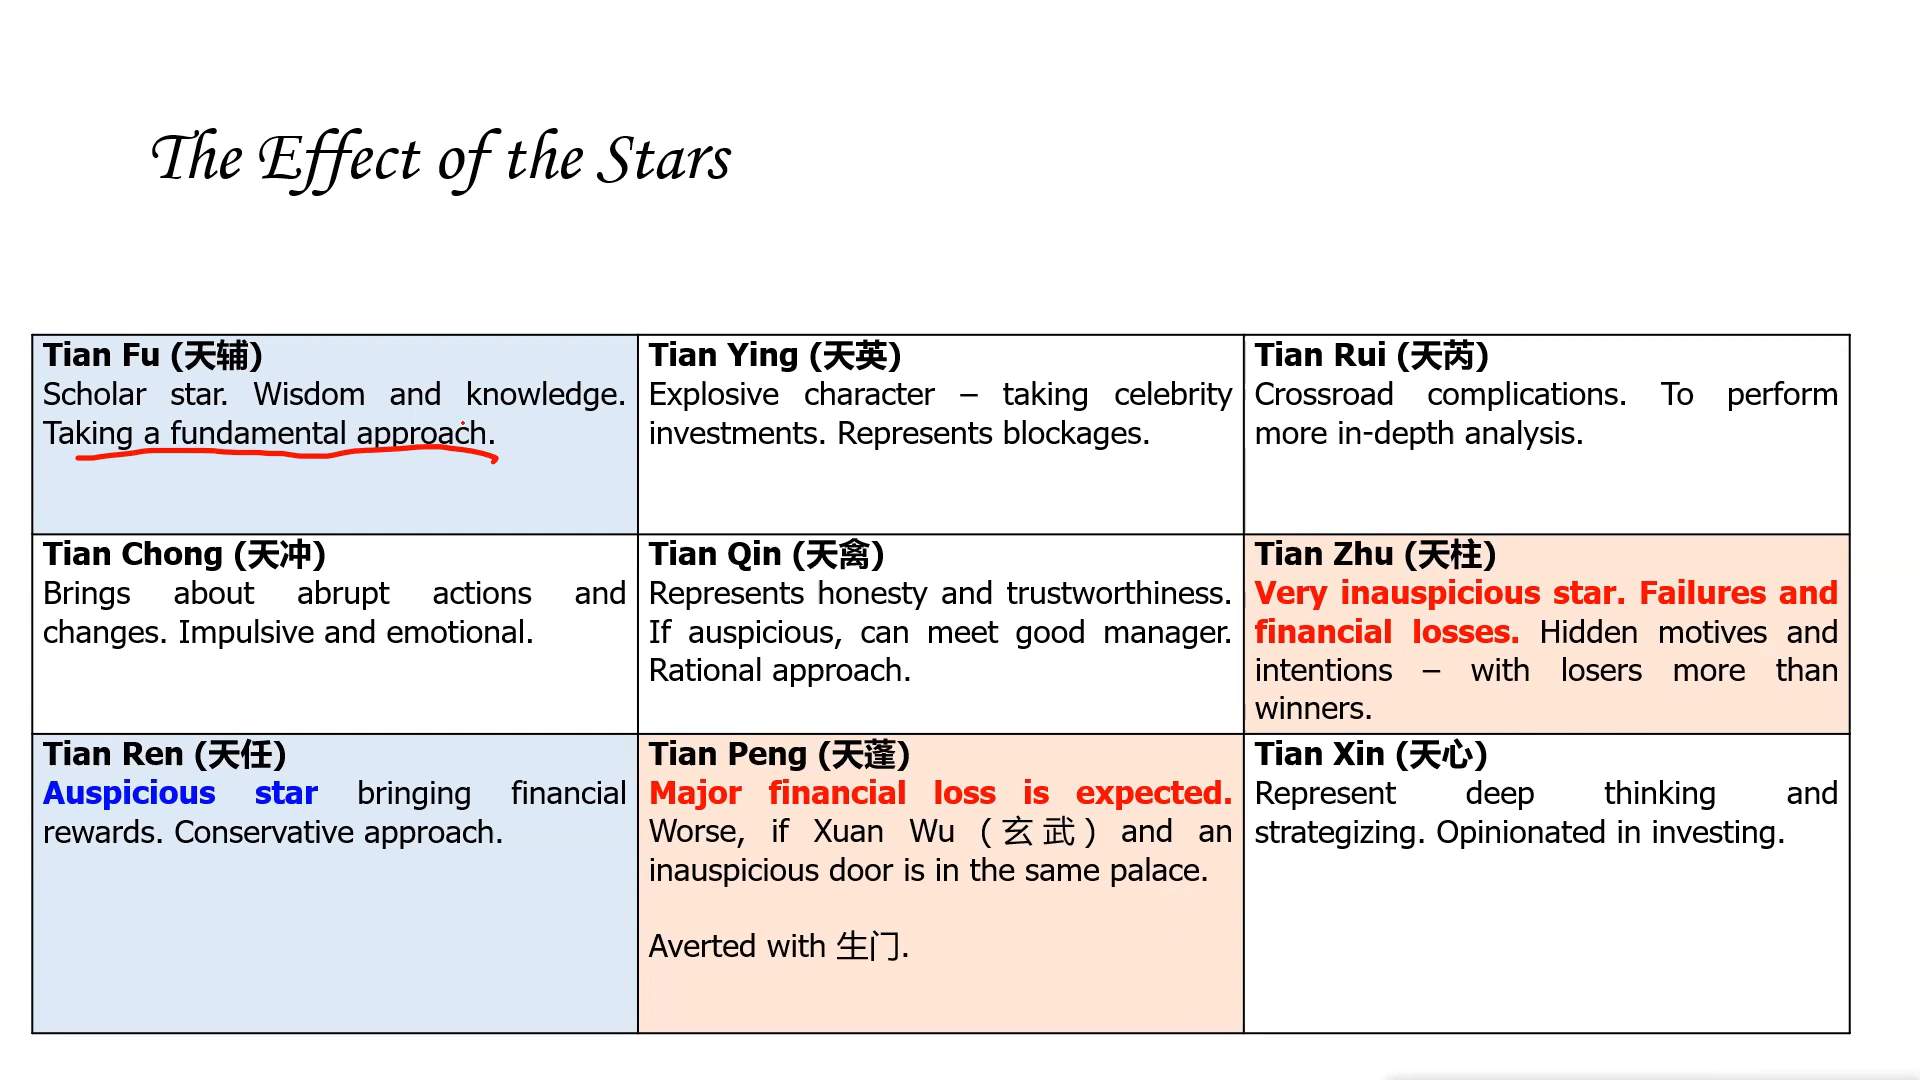 The Effect of the Stars
Tian Fu (天辅)
Scholar star. Wisdom and knowledge.
Taking a fundamental approach.
Tian Ying (天英)
Explosive character – taking celebrity
investments. Represents blockages.
Tian Rui (天芮)
Crossroad complications. To perform
more in-depth analysis.
Tian Chong (天冲)
Brings about abrupt actions and
changes. Impulsive and emotional.
Tian Qin (天禽)
Represents honesty and trustworthiness.
If auspicious, can meet good manager.
Rational approach.
Tian Zhu (天柱)
Very inauspicious star. Failures and
financial losses. Hidden motives and
intentions – with losers more than
winners.
Tian Ren (天任)
Auspicious star bringing financial
rewards. Conservative approach.
Tian Peng (天蓬)
Major financial loss is expected.
Worse, if Xuan Wu (玄武) and an
inauspicious door is in the same palace.
Averted with 生门.
Tian Xin (天心)
Represent deep thinking and
strategizing. Opinionated in investing.